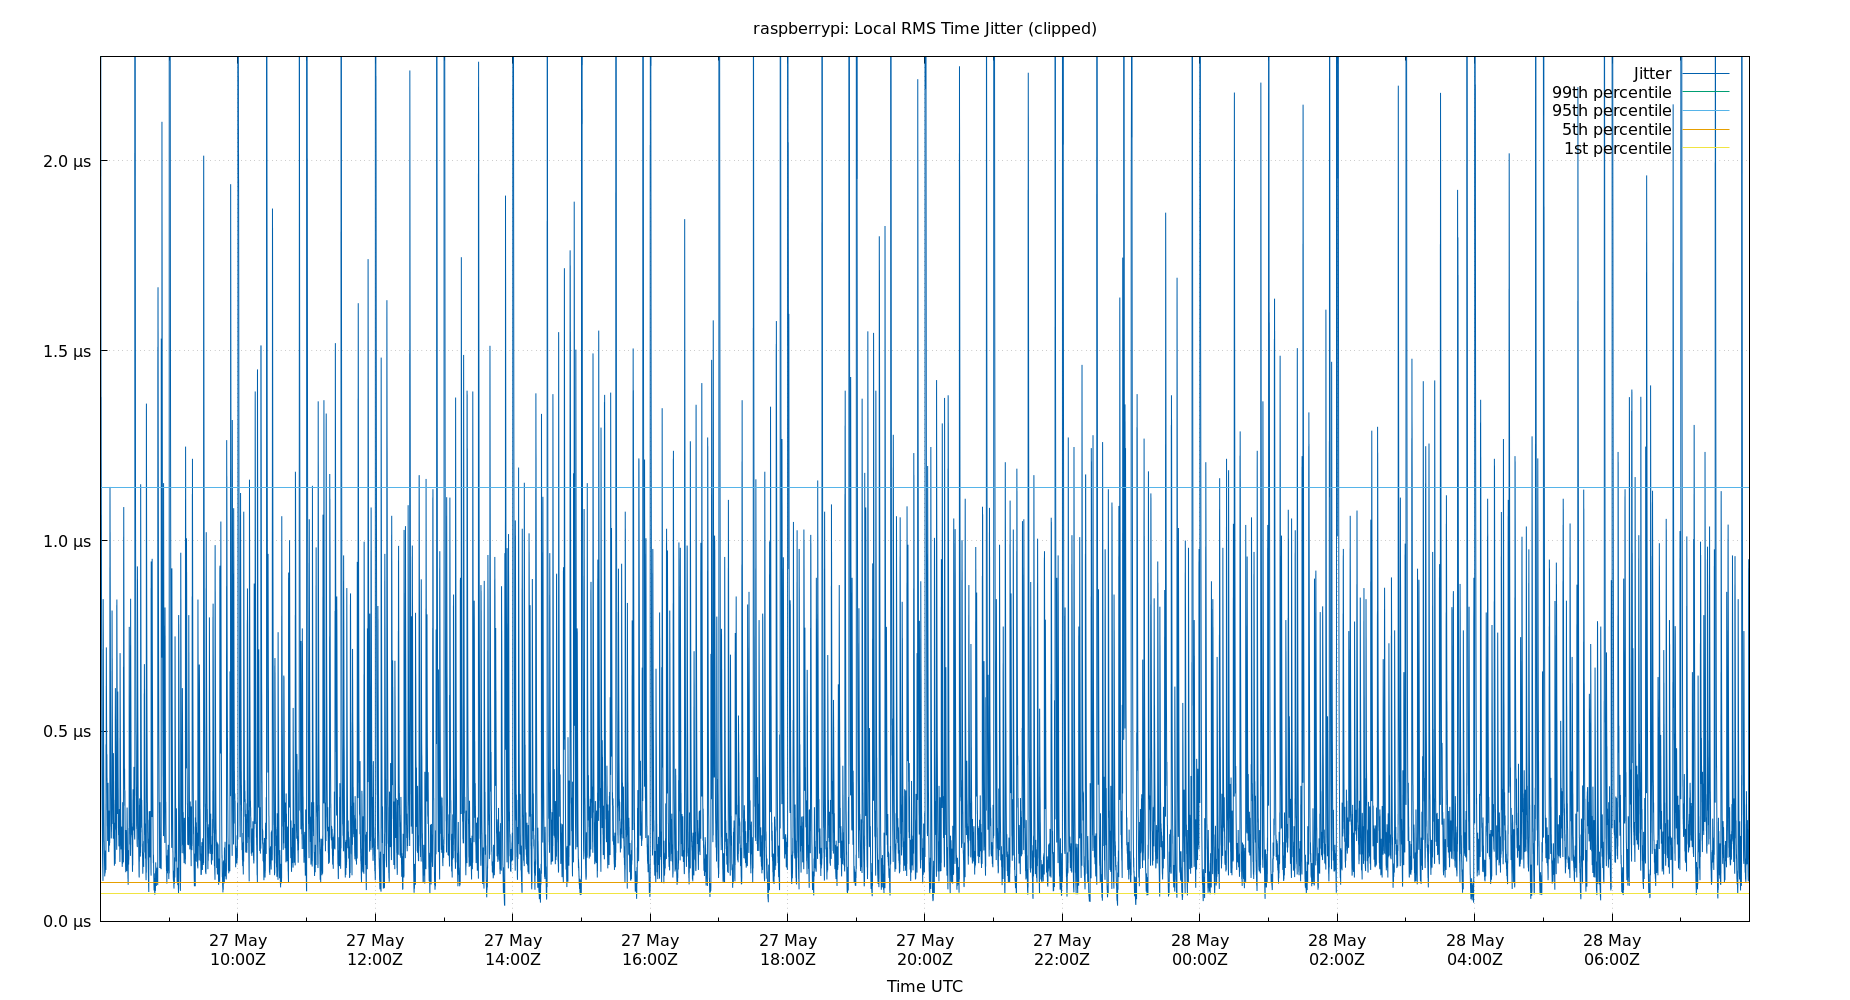 raspberrypi: Local RMS Time Jitter (clipped)
Jitter
99th percentile
95th percentile
5th percentile
1st percentile
2.0 µs
1.5 µs
1.0 µs
0.5 µs
0.0 µs
27 May 27 May 27 May 27 May 27 May 27 May 27 May 28 May 28 May 28 May 28 May
10:00Z 12:00Z 14:00Z 16:00Z 18:00Z 20:00Z 22:00Z 00:00Z 02:00Z 04:00Z 06:00Z
Time UTC